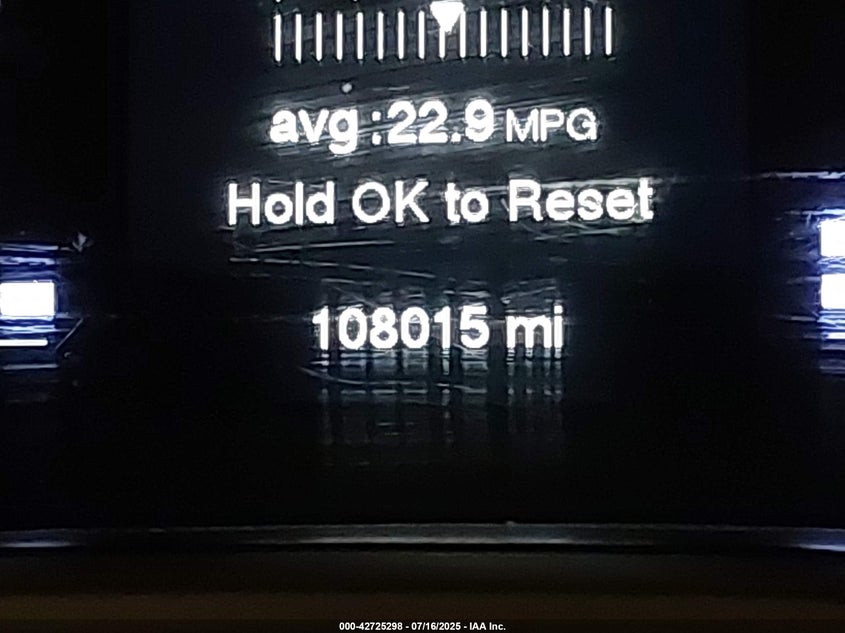 avg :22.9 MPG
Hold OK to Reset
108015 mi
000-42725298 - 07/16/2025 - IAA Inc.